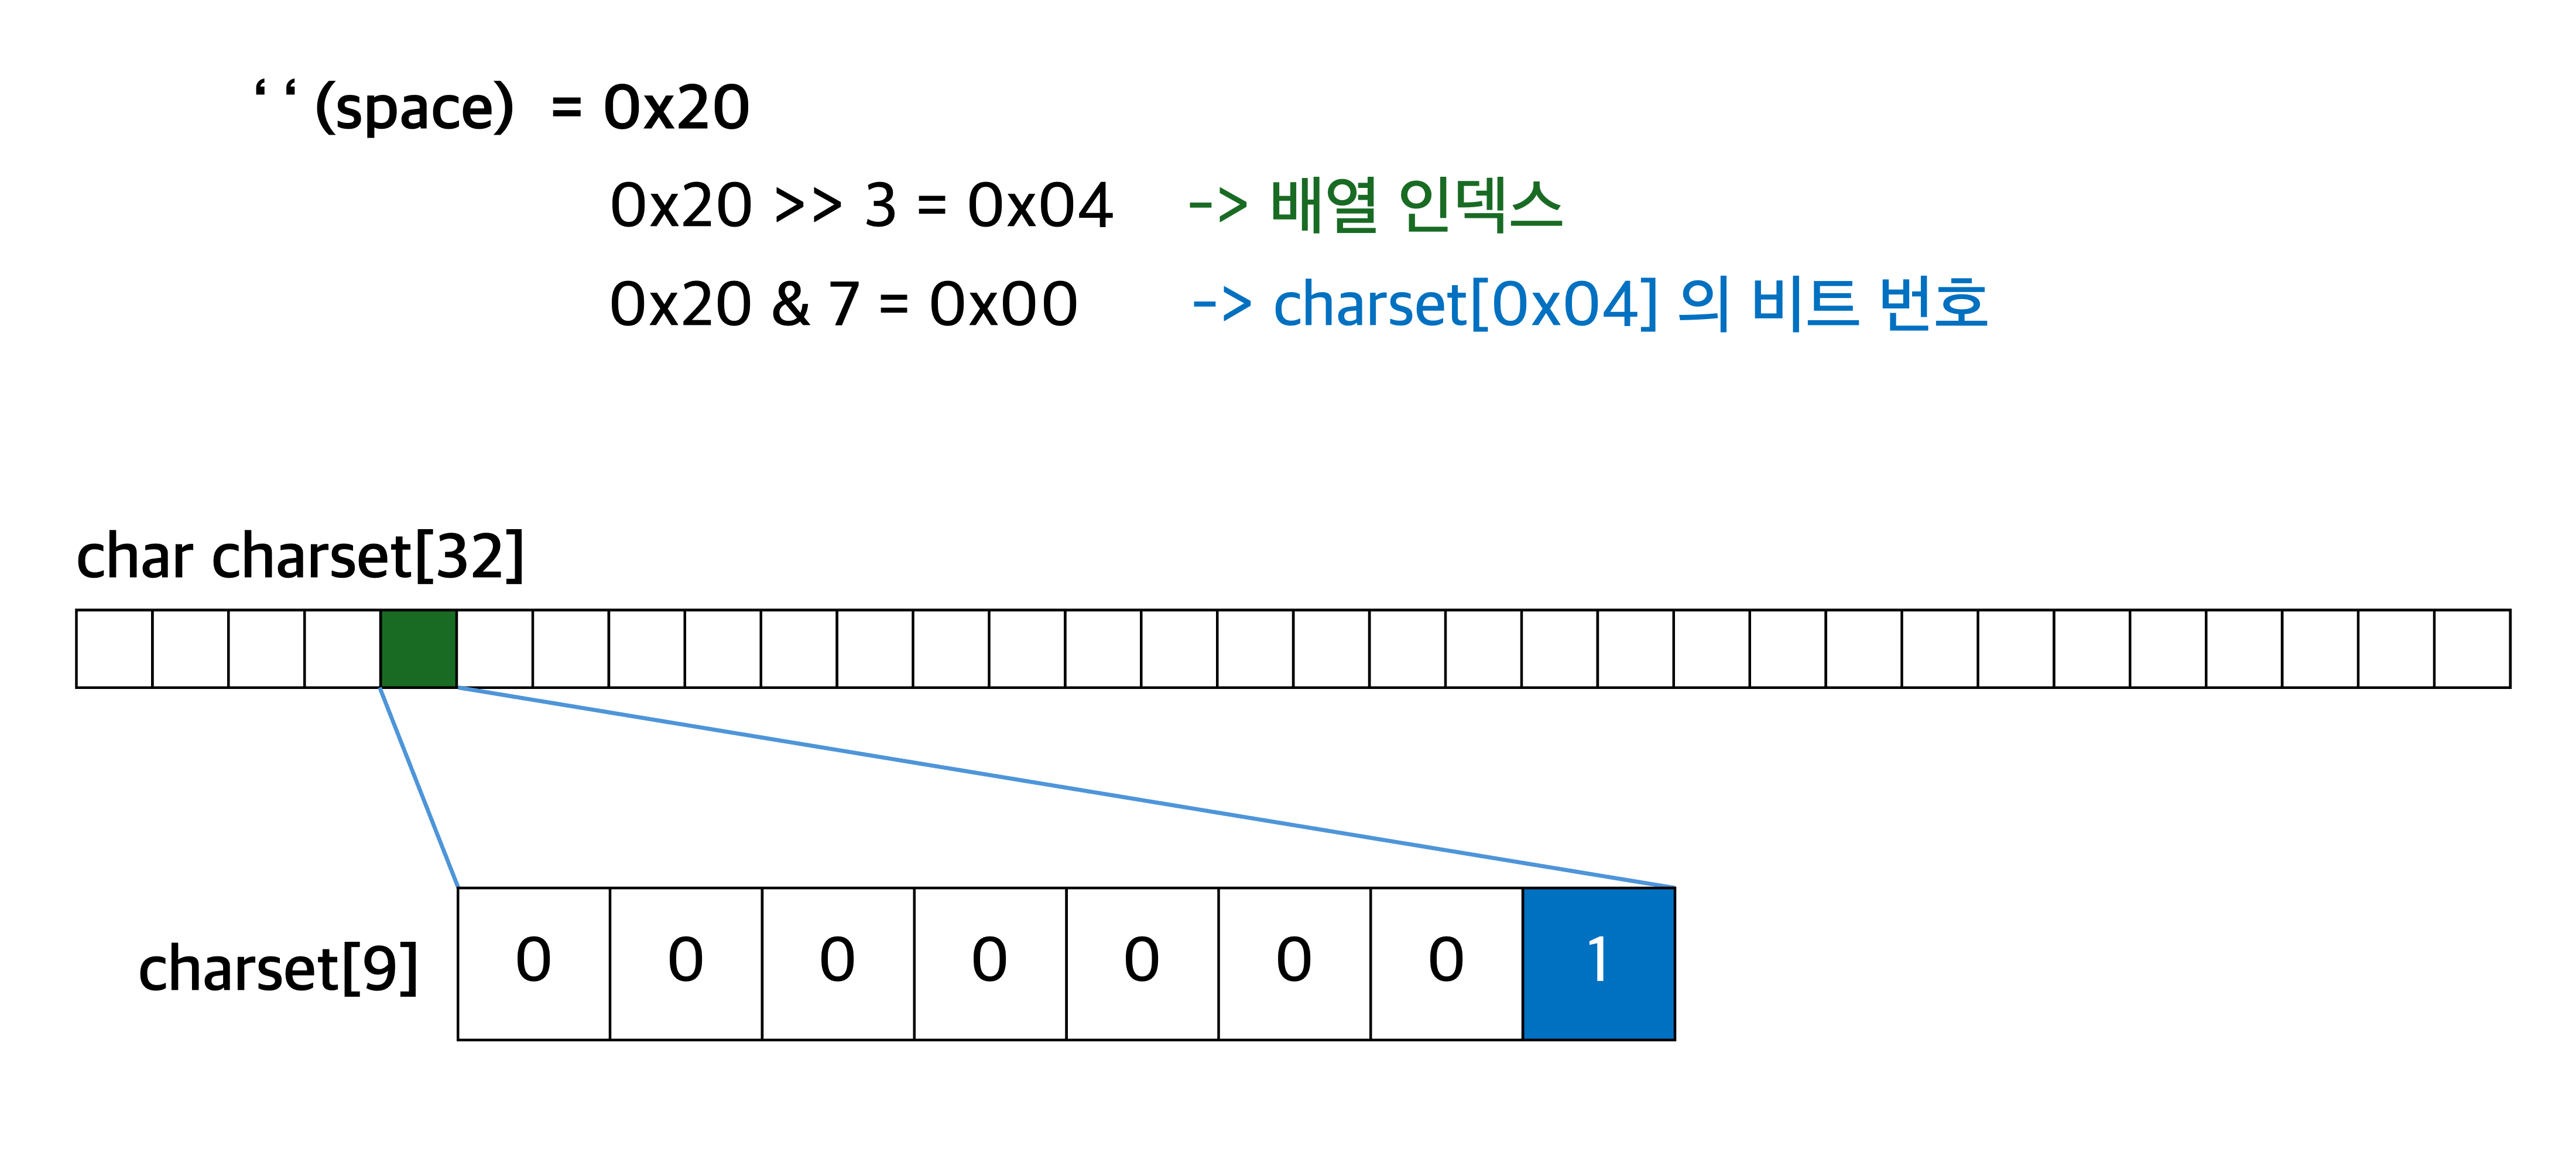 ‘ ‘ (space) = 0x20
0x20 >> 3 = 0x04 -> 배열 인덱스
0x20 & 7 = 0x00 -> charset[0x04] 의 비트 번호
char charset[32]
charset[9] 0 0 0 0 0 0 0 1